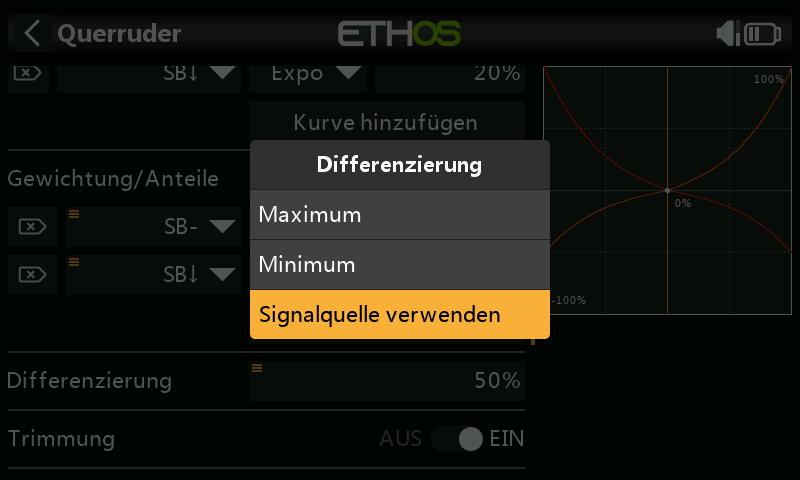 Querruder
ETHOS
SB↓
Expo
20%
Kurve hinzufügen
100%
0%
-100%
Gewichtung/Anteile
SB-
SB↓
Differenzierung
Maximum
Minimum
Signalquelle verwenden
Differenzierung
50%
Trimmung
AUS
EIN